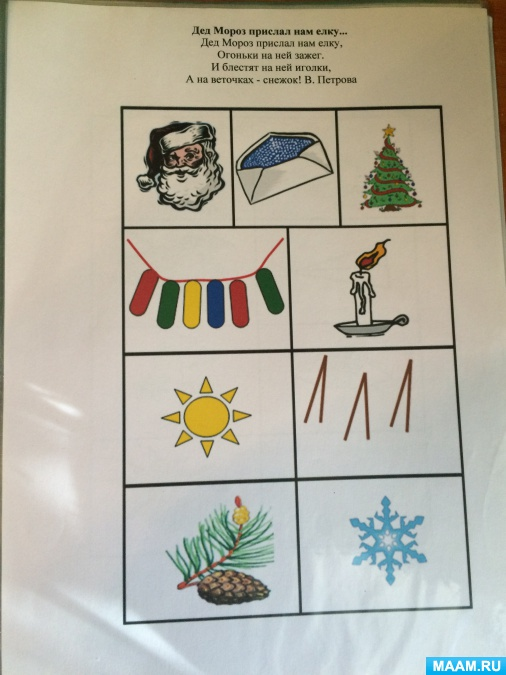 Дед Мороз прислал нам елку...
Дед Мороз прислал нам елку,
Огоньки на ней зажег.
И блестят на ней иголки,
А на веточках - снежок! В. Петрова
MAAM.RU